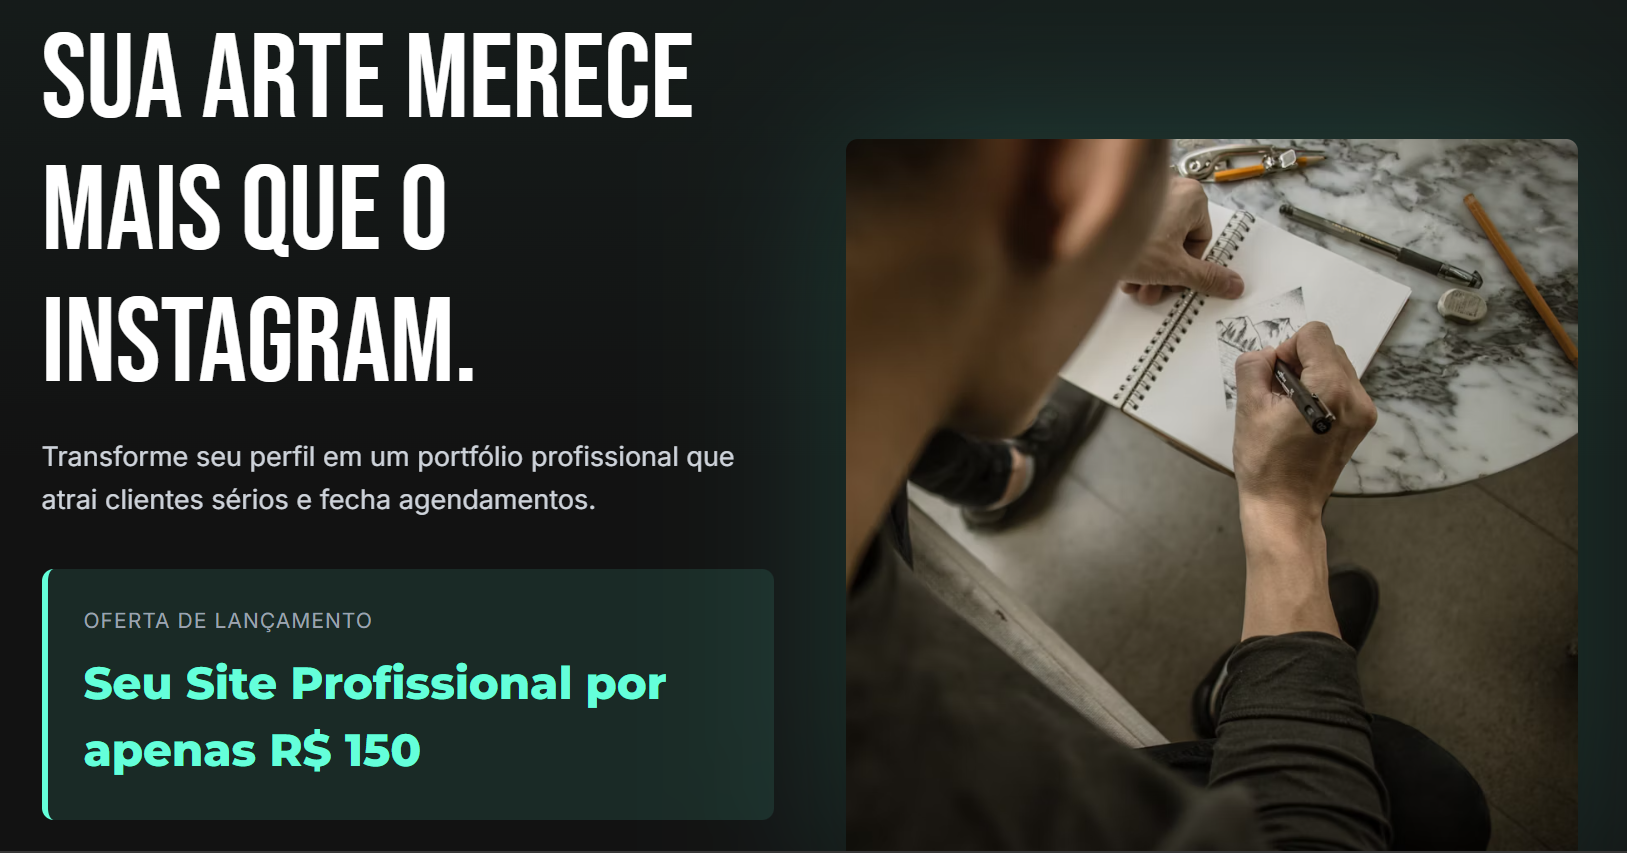 SUA ARTE MERECE
MAIS QUE O
INSTAGRAM.
Transforme seu perfil em um portfólio profissional que
atrai clientes sérios e fecha agendamentos.
OFERTA DE LANÇAMENTO
Seu Site Profissional por
apenas R$ 150